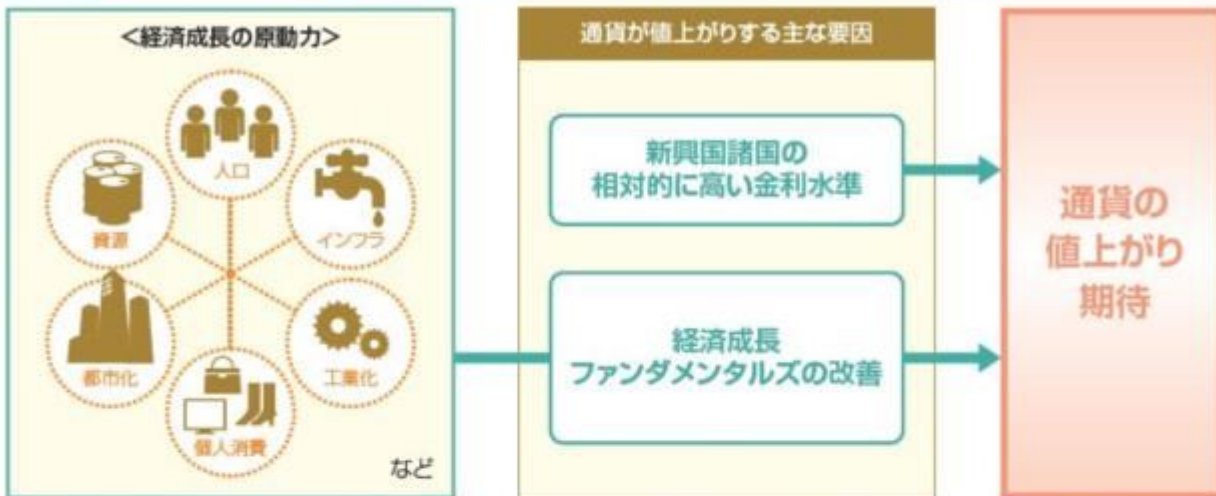 <経済成長の原動力>
人口
資源
インフラ
都市化
工業化
個人消費
など
通貨が値上がりする主な要因
新興国諸国の
相対的に高い金利水準
経済成長
ファンダメンタルズの改善
通貨の
値上がり
期待